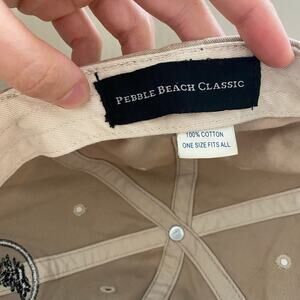 PEBBLE BEACH CLASSIC
100% COTTON
ONE SIZE FITS ALL